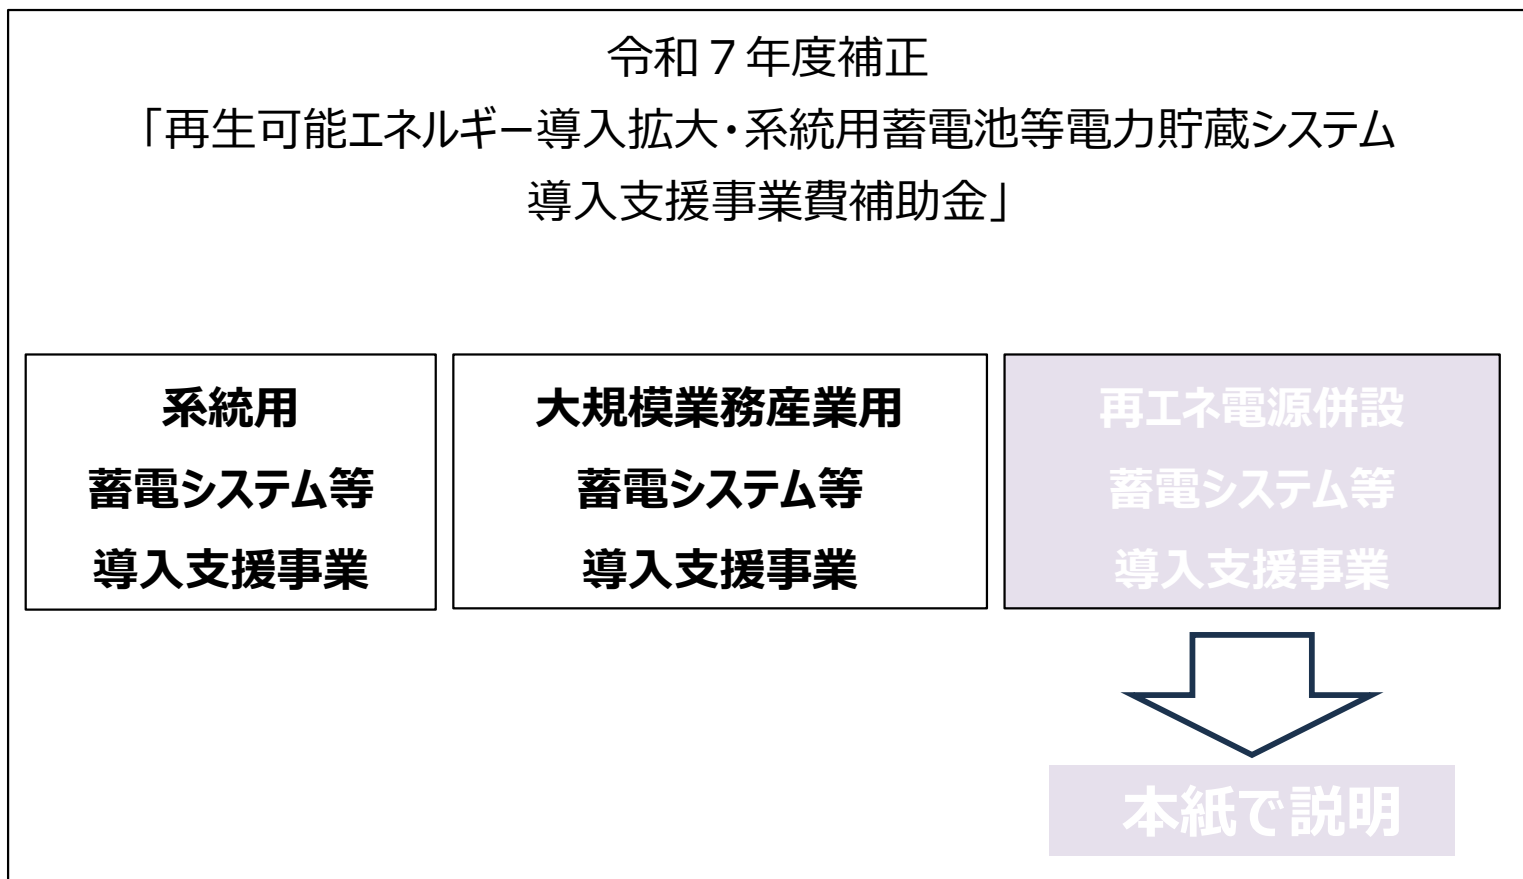 令和７年度補正
「再生可能エネルギー導入拡大・系統用蓄電池等電力貯蔵システム
導入支援事業費補助金」
系統用
蓄電システム等
導入支援事業
大規模業務産業用
蓄電システム等
導入支援事業
再エネ電源併設
蓄電システム等
導入支援事業
本紙で説明